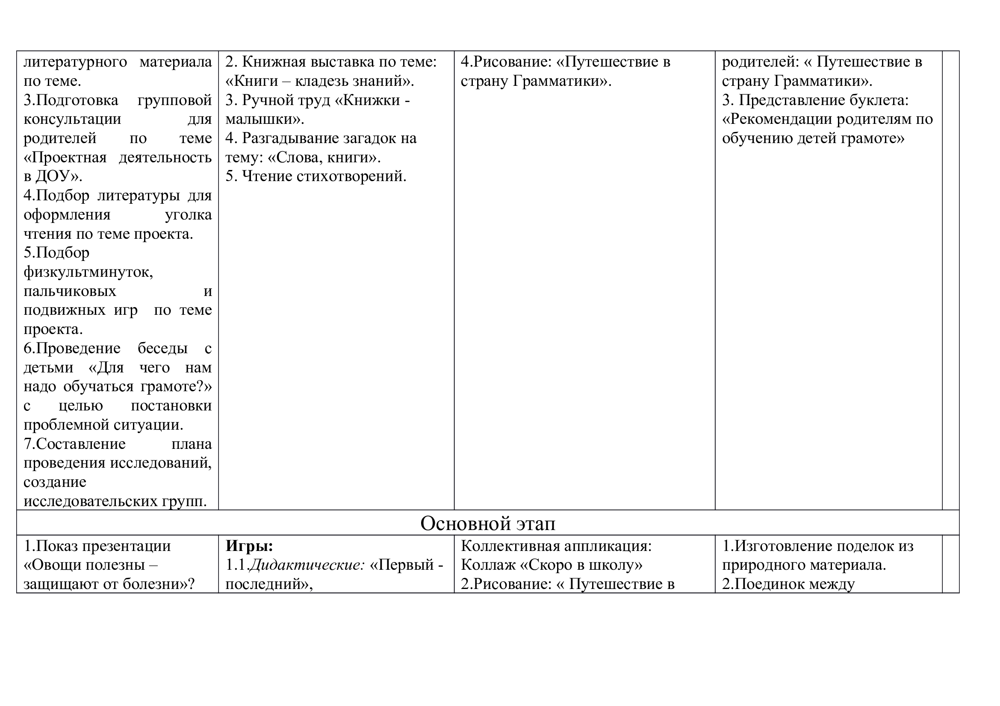 литературного материала
по теме.
3.Подготовка групповой
консультации для
родителей по теме
«Проектная деятельность
в ДОУ».
4.Подбор литературы для
оформления уголка
чтения по теме проекта.
5.Подбор
физкультминуток,
пальчиковых и
подвижных игр по теме
проекта.
6.Проведение беседы с
детьми «Для чего нам
надо обучаться грамоте?»
с целью постановки
проблемной ситуации.
7.Составление плана
проведения исследований,
создание
исследовательских групп.
2. Книжная выставка по теме:
«Книги – кладезь знаний».
3. Ручной труд «Книжки -
малышки».
4. Разгадывание загадок на
тему: «Слова, книги».
5. Чтение стихотворений.
4.Рисование: «Путешествие в
страну Грамматики».
родителей: « Путешествие в
страну Грамматики».
3. Представление буклета:
«Рекомендации родителям по
обучению детей грамоте»
Основной этап
1.Показ презентации
«Овощи полезны –
защищают от болезни»?
Игры:
1.1.Дидактические: «Первый -
последний»,
Коллективная аппликация:
Коллаж «Скоро в школу»
2.Рисование: « Путешествие в
1.Изготовление поделок из
природного материала.
2.Поединок между